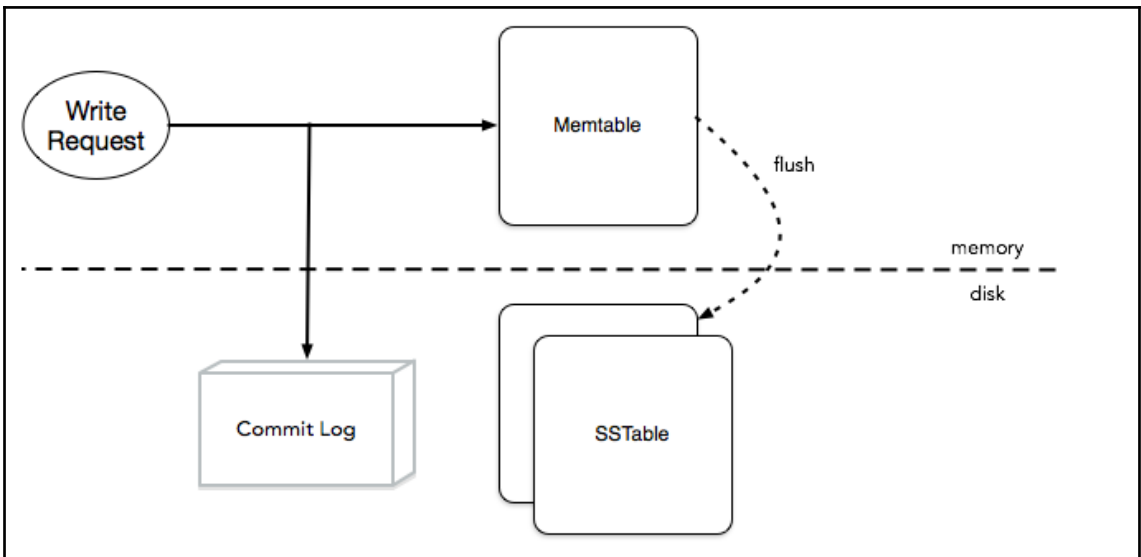 Write
Request
Memtable
flush
memory
disk
Commit Log
SSTable